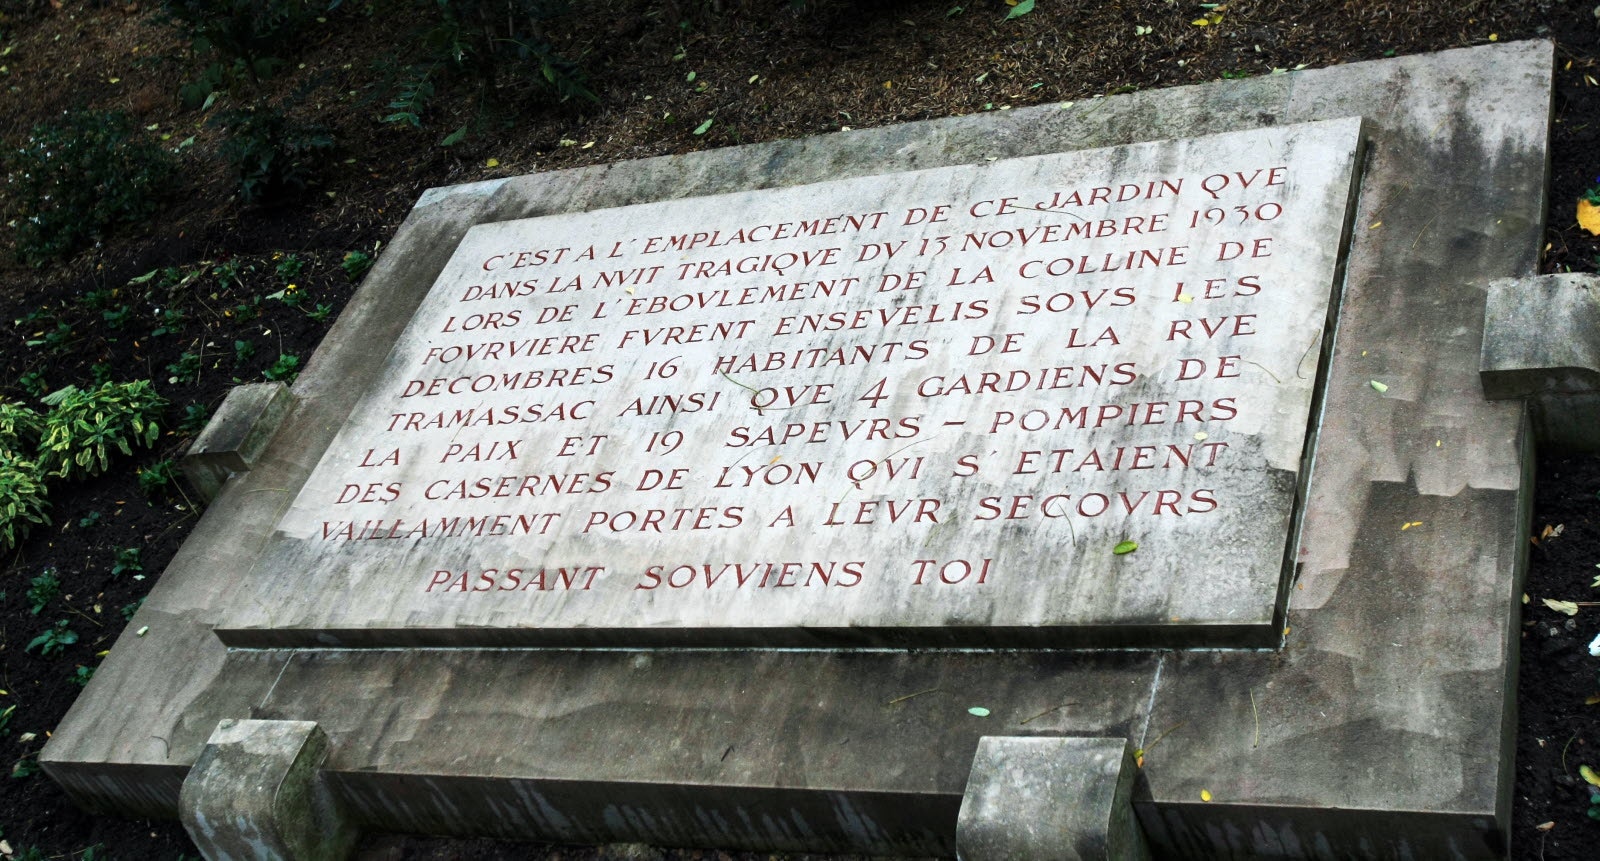 C'EST A L'EMPLACEMENT DE CE JARDIN QVE
DANS LA NVIT TRAGIQVE DV 13 NOVEMBRE 1930
LORS DE L'EBOVLEMENT DE LA COLLINE DE
FOVRVIERE FVRENT ENSEVELIS SOVS LES
DECOMBRES 16 HABITANTS DE LA RVE
TRAMASSAC AINSI QVE 4 GARDIENS DE
LA PAIX ET 19 SAPEVRS - POMPIERS
DES CASERNES DE LYON QVI S'ETAIENT
VAILLAMMENT PORTES A LEVR SECOVRS
PASSANT SOVVIENS TOI